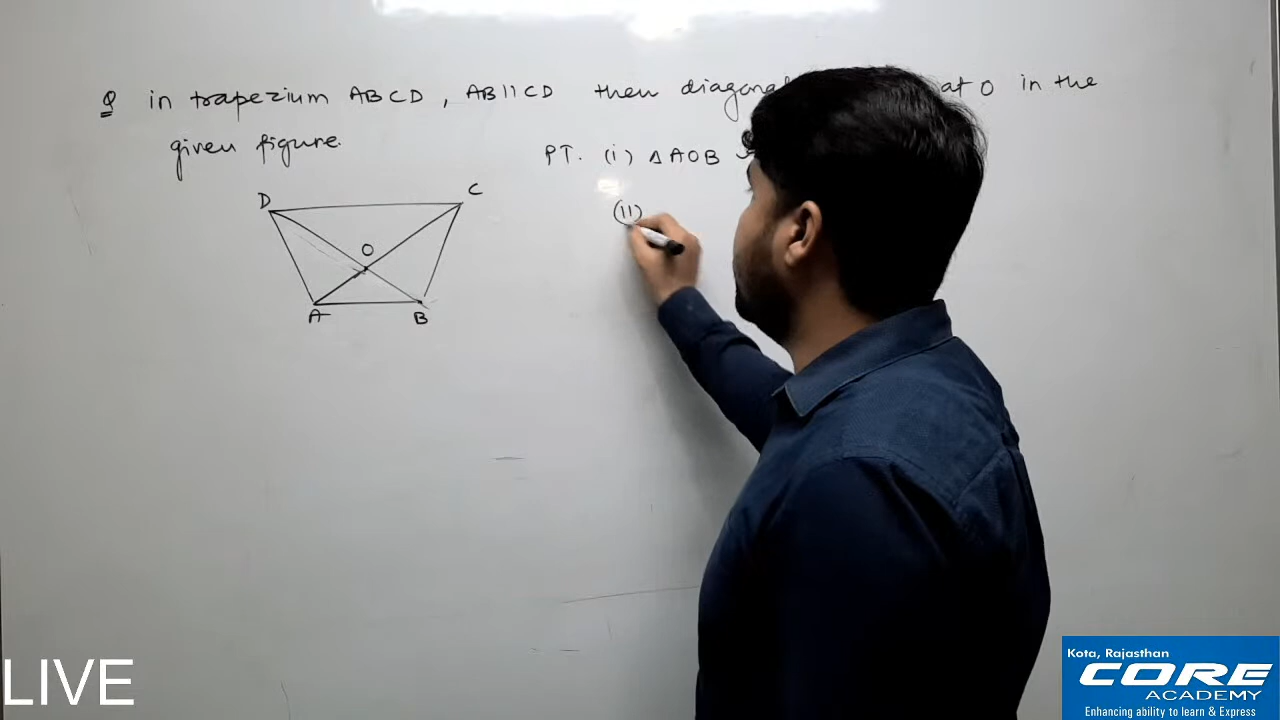 Q in trapezium ABCD, AB||CD then diagonal at O in the
given figure.
PT. (i) △AOB ~
(ii)
D
C
O
A
B
LIVE
Kota, Rajasthan
CORE
ACADEMY
Enhancing ability to learn & Express